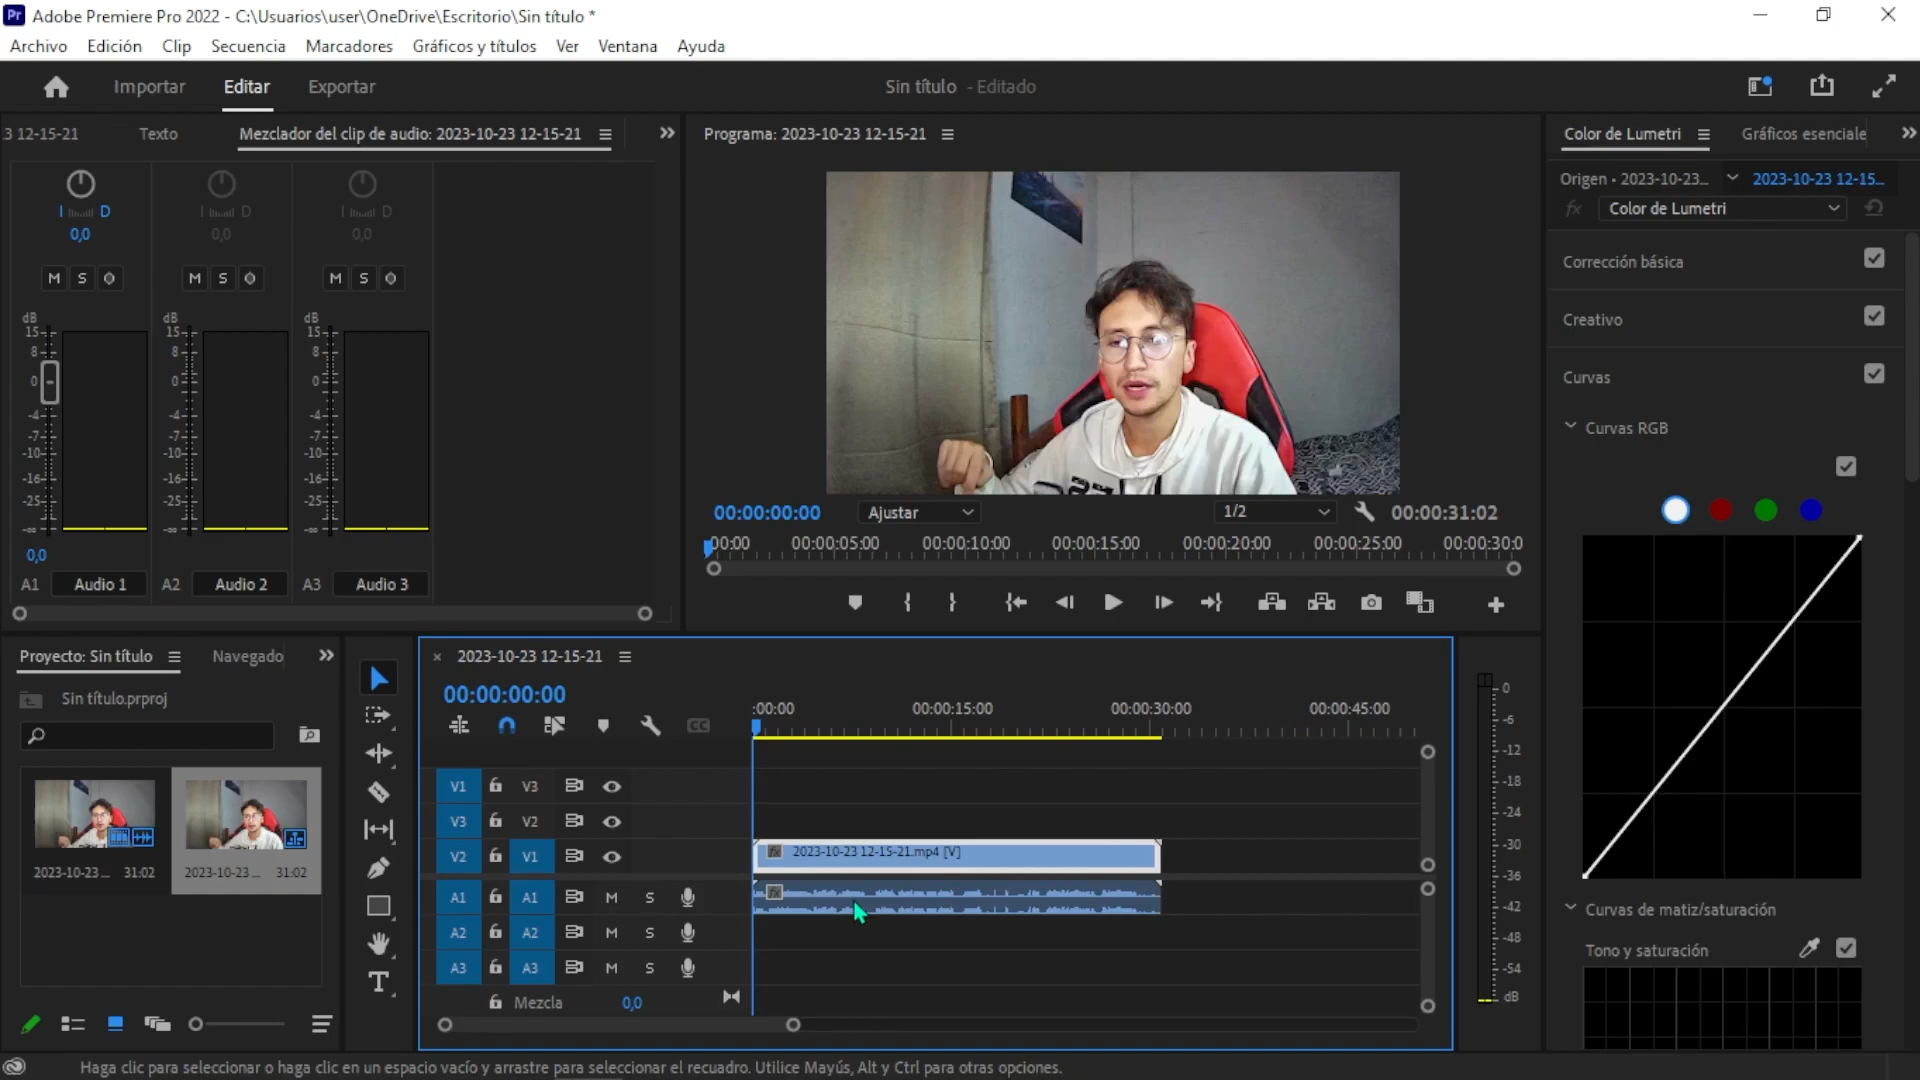 Pr Adobe Premiere Pro 2022 - C:\Usuarios\user\OneDrive\Escritorio\Sin título *
Archivo Edición Clip Secuencia Marcadores Gráficos y títulos Ver Ventana Ayuda
Importar Editar Exportar
Sin título - Editado
3 12-15-21 Texto Mezclador del clip de audio: 2023-10-23 12-15-21
Programa: 2023-10-23 12-15-21
Color de Lumetri Gráficos esenciale
Origen • 2023-10-23... 2023-10-23 12-15...
fx Color de Lumetri
I D I D I D
0,0 0,0 0,0
M S M S M S
dB dB dB
15 15 15
8 8 8
0 0 0
-4 -4 -4
-7 -7 -7
-10 -10 -10
-16 -16 -16
-25 -25 -25
-∞ -∞ -∞
0,0
A1 Audio 1 A2 Audio 2 A3 Audio 3
00:00:00:00 Ajustar 1/2 00:00:31:02
00:00 00:00:05:00 00:00:10:00 00:00:15:00 00:00:20:00 00:00:25:00 00:00:30:0
Corrección básica
Creativo
Curvas
Curvas RGB
Curvas de matiz/saturación
Tono y saturación
Proyecto: Sin título Navegado
Sin título.prproj
2023-10-23 ... 31:02 2023-10-23 ... 31:02
T
× 2023-10-23 12-15-21
00:00:00:00
:00:00 00:00:15:00 00:00:30:00 00:00:45:00
CC
V1 V3
V3 V2
V2 V1 fx 2023-10-23 12-15-21.mp4 [V]
A1 A1 M S fx
A2 A2 M S
A3 A3 M S
Mezcla 0,0
0
-6
-12
-18
-24
-30
-36
-42
-48
-54
dB
Haga clic para seleccionar o haga clic en un espacio vacío y arrastre para seleccionar el recuadro. Utilice Mayús, Alt y Ctrl para otras opciones.